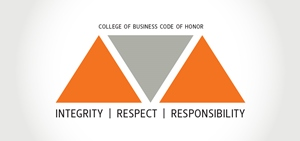 COLLEGE OF BUSINESS CODE OF HONOR
INTEGRITY | RESPECT | RESPONSIBILITY